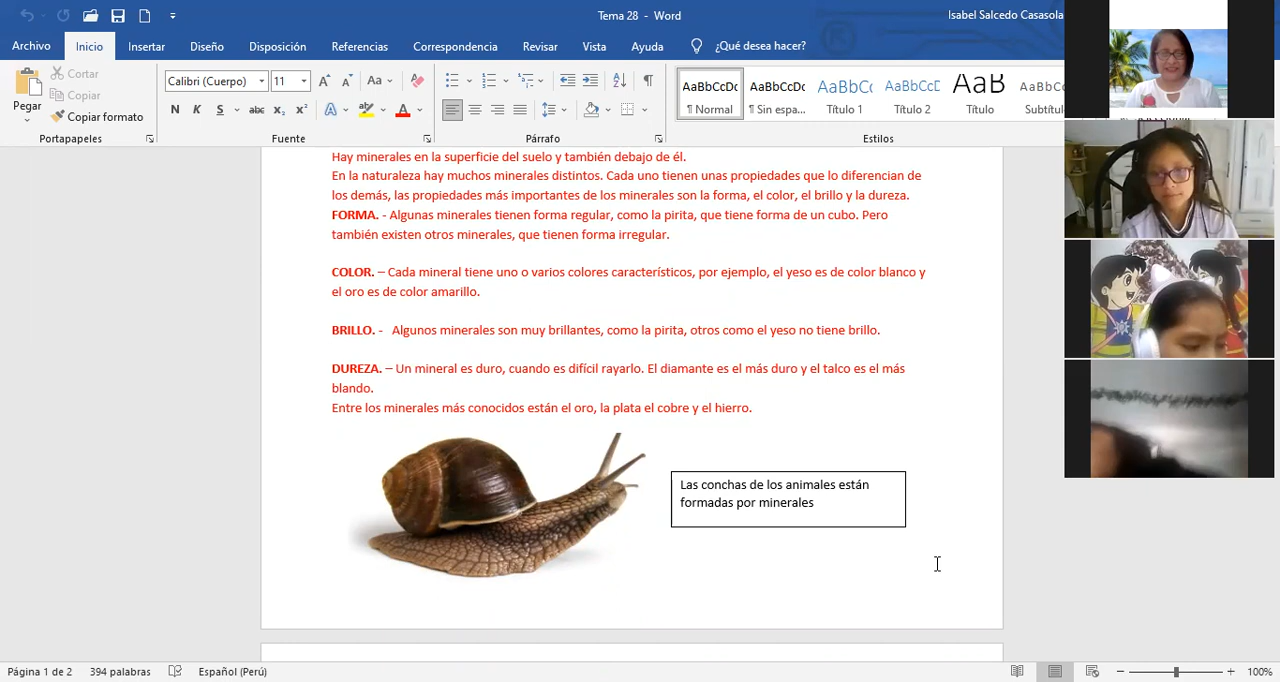 Tema 28 - Word
Isabel Salcedo Casasola
Archivo Inicio Insertar Diseño Disposición Referencias Correspondencia Revisar Vista Ayuda ¿Qué desea hacer?
Pegar
Cortar
Copiar
Copiar formato
Portapapeles
Calibri (Cuerpo) 11
Aa
N K S abc x₂ x² A A
Fuente
Párrafo
AaBbCcDc AaBbCcDc AaBbC AaBbCcD AaB AaBbC
¶ Normal ¶ Sin espa... Título 1 Título 2 Título Subtítul
Estilos
Hay minerales en la superficie del suelo y también debajo de él.
En la naturaleza hay muchos minerales distintos. Cada uno tienen unas propiedades que lo diferencian de
los demás, las propiedades más importantes de los minerales son la forma, el color, el brillo y la dureza.
FORMA. - Algunas minerales tienen forma regular, como la pirita, que tiene forma de un cubo. Pero
también existen otros minerales, que tienen forma irregular.
COLOR. – Cada mineral tiene uno o varios colores característicos, por ejemplo, el yeso es de color blanco y
el oro es de color amarillo.
BRILLO. - Algunos minerales son muy brillantes, como la pirita, otros como el yeso no tiene brillo.
DUREZA. – Un mineral es duro, cuando es difícil rayarlo. El diamante es el más duro y el talco es el más
blando.
Entre los minerales más conocidos están el oro, la plata el cobre y el hierro.
Las conchas de los animales están
formadas por minerales
Página 1 de 2 394 palabras Español (Perú) 100%